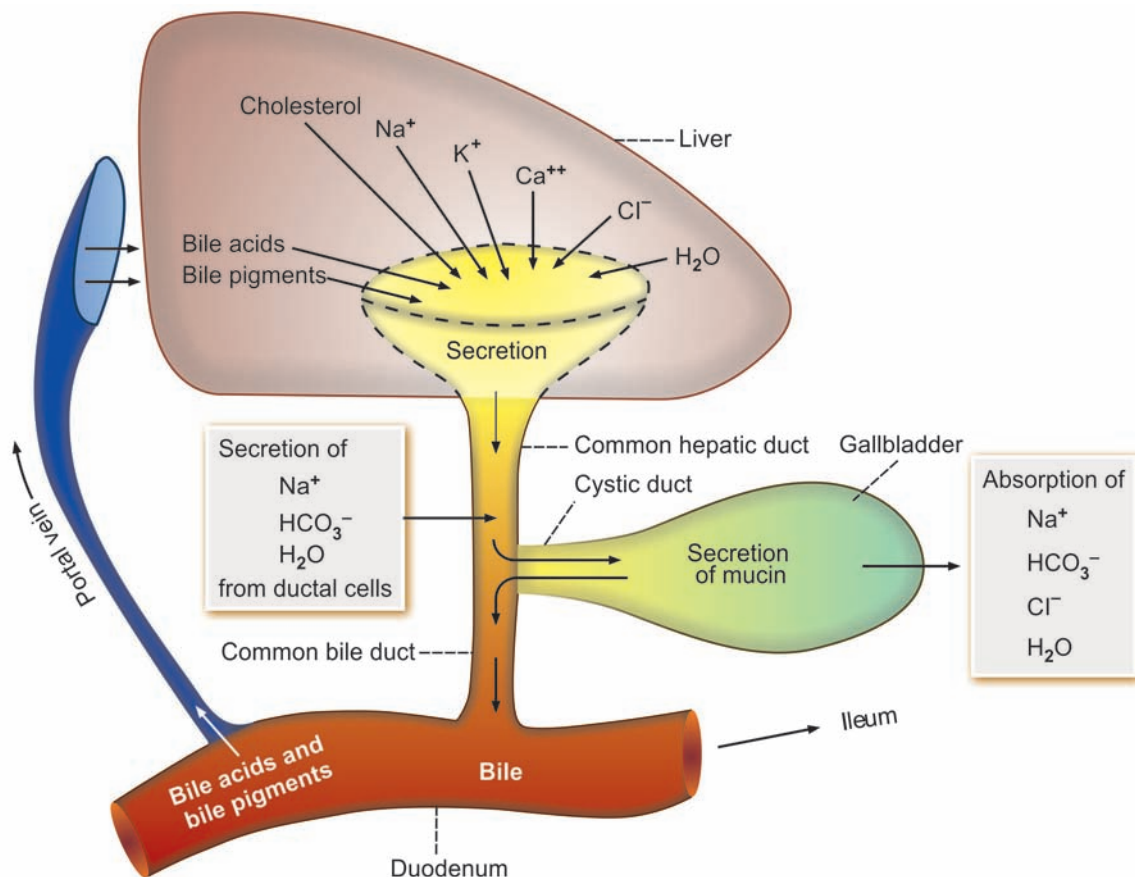 Cholesterol
Na⁺
K⁺
Ca⁺⁺
Cl⁻
H₂O
Liver
Bile acids
Bile pigments
Secretion
Secretion of
Na⁺
HCO₃⁻
H₂O
from ductal cells
Common hepatic duct
Cystic duct
Gallbladder
Secretion
of mucin
Absorption of
Na⁺
HCO₃⁻
Cl⁻
H₂O
Portal vein
Common bile duct
Ileum
Bile acids and
bile pigments
Bile
Duodenum